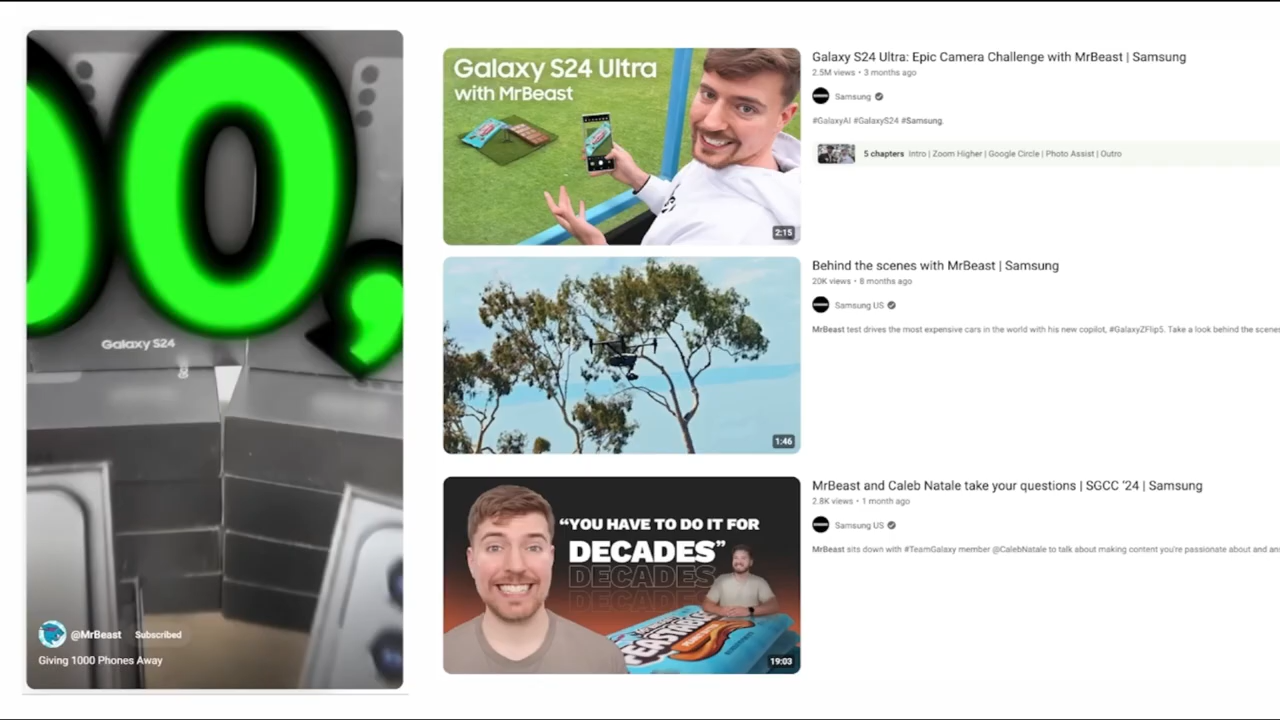 00,
Galaxy S24
@MrBeast Subscribed
Giving 1000 Phones Away
Galaxy S24 Ultra
with MrBeast
2:15
Galaxy S24 Ultra: Epic Camera Challenge with MrBeast | Samsung
2.5M views • 3 months ago
Samsung
#GalaxyAI #GalaxyS24 #Samsung.
5 chapters Intro | Zoom Higher | Google Circle | Photo Assist | Outro
1:46
Behind the scenes with MrBeast | Samsung
20K views • 8 months ago
Samsung US
MrBeast test drives the most expensive cars in the world with his new copilot, #GalaxyZFlip5. Take a look behind the scenes
“YOU HAVE TO DO IT FOR
DECADES”
DECADES
DECADES
FEASTABLES
19:03
MrBeast and Caleb Natale take your questions | SGCC ’24 | Samsung
2.8K views • 1 month ago
Samsung US
MrBeast sits down with #TeamGalaxy member @CalebNatale to talk about making content you're passionate about and